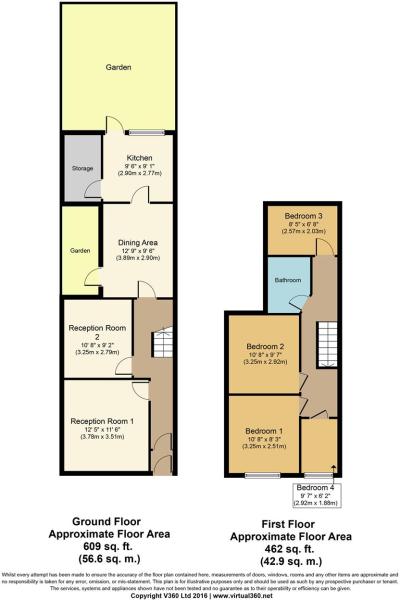 Garden
Kitchen
9' 6" x 9' 1"
(2.90m x 2.77m)
Storage
Garden
Dining Area
12' 9" x 9' 6"
(3.89m x 2.90m)
Reception Room
2
10' 8" x 9' 2"
(3.25m x 2.79m)
Reception Room 1
12' 5" x 11' 6"
(3.78m x 3.51m)
Bedroom 3
8' 5" x 6' 8"
(2.57m x 2.03m)
Bathroom
Bedroom 2
10' 8" x 9' 7"
(3.25m x 2.92m)
Bedroom 1
10' 8" x 8' 3"
(3.25m x 2.51m)
Bedroom 4
9' 7" x 6' 2"
(2.92m x 1.88m)
Ground Floor
Approximate Floor Area
609 sq. ft.
(56.6 sq. m.)
First Floor
Approximate Floor Area
462 sq. ft.
(42.9 sq. m.)
Whilst every attempt has been made to ensure the accuracy of the floor plan contained here, measurements of doors, windows, rooms and any other items are approximate and
no responsibility is taken for any error, omission, or mis-statement. This plan is for illustrative purposes only and should be used as such by any prospective purchaser or tenant.
The services, systems and appliances shown have not been tested and no guarantee as to their operability or efficiency can be given.
Copyright V360 Ltd 2016 | www.virtual360.net